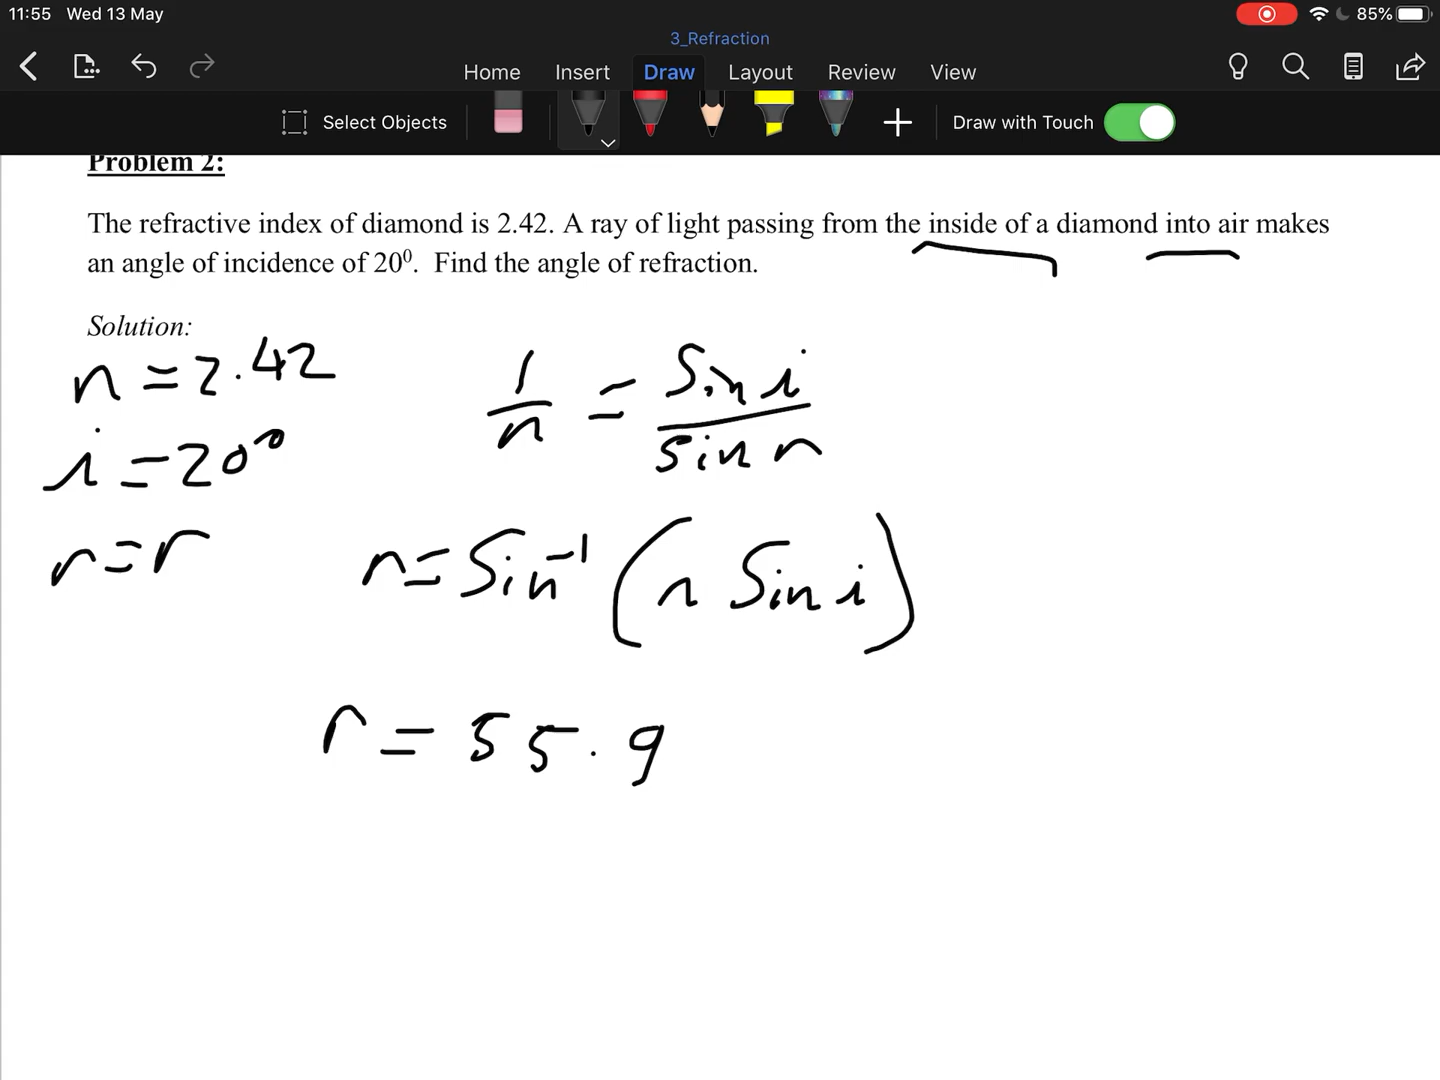 11:55 Wed 13 May 85%
3_Refraction
Home Insert Draw Layout Review View
Select Objects Draw with Touch
Problem 2:
The refractive index of diamond is 2.42. A ray of light passing from the inside of a diamond into air makes
an angle of incidence of 20⁰. Find the angle of refraction.
Solution:
n = 2.42
i = 20°
r = r
1/n = Sin i / sin r
r = Sin⁻¹ (n Sin i)
r = 55.9